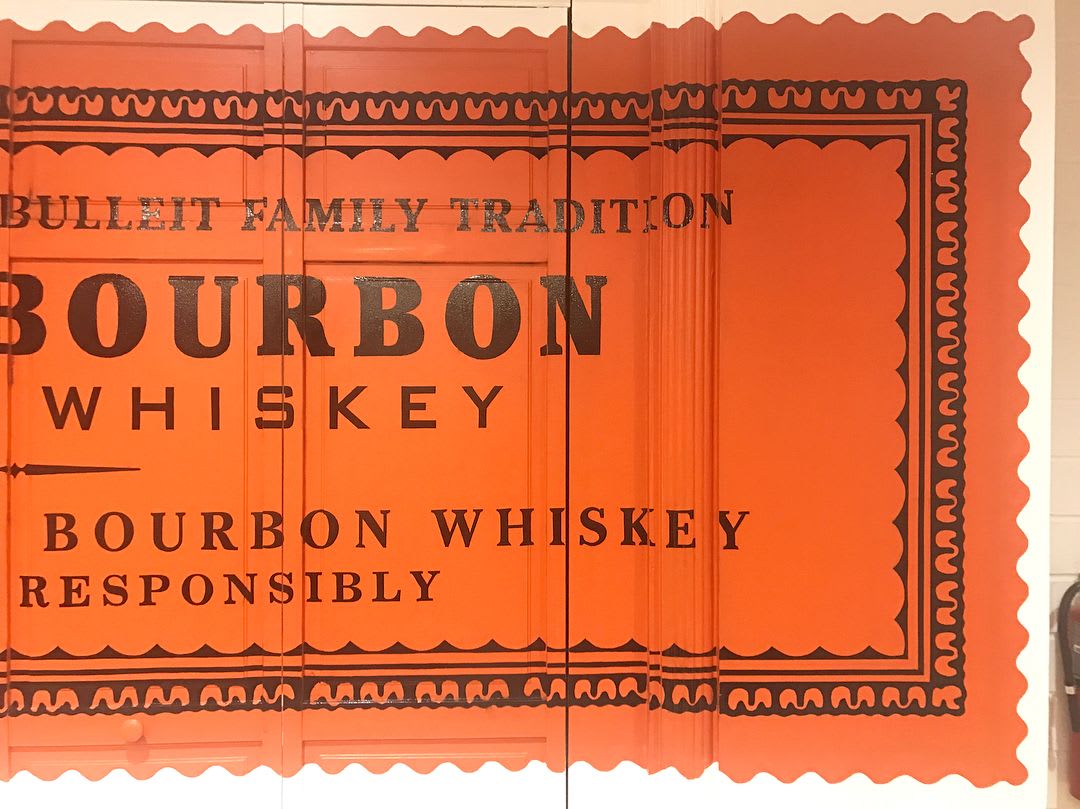 BULLEIT FAMILY TRADITION
BOURBON
WHISKEY
BOURBON WHISKEY
RESPONSIBLY